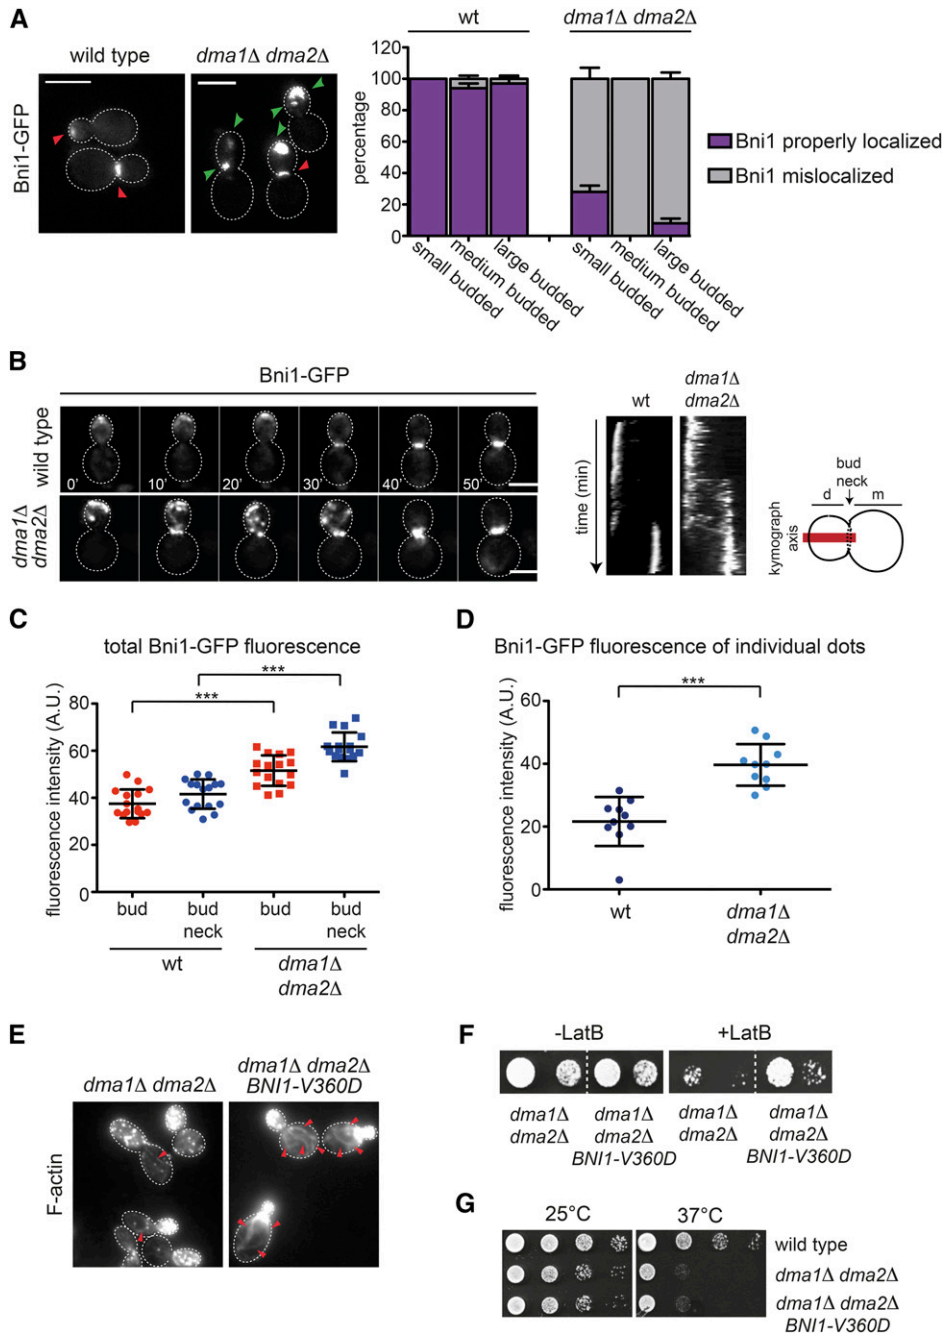 A
wild type
dma1Δ dma2Δ
Bni1-GFP
wt
dma1Δ dma2Δ
percentage
120
100
80
60
40
20
0
small budded
medium budded
large budded
small budded
medium budded
large budded
Bni1 properly localized
Bni1 mislocalized
B
Bni1-GFP
wild type
0' 10' 20' 30' 40' 50'
dma1Δ
dma2Δ
wt
dma1Δ
dma2Δ
time (min)
bud
neck
d m
kymograph
axis
C
total Bni1-GFP fluorescence
fluorescence intensity (A.U.)
80
60
40
20
0
***
***
bud
bud
neck
bud
bud
neck
wt
dma1Δ
dma2Δ
D
Bni1-GFP fluorescence of individual dots
fluorescence intensity (A.U.)
60
40
20
0
***
wt
dma1Δ
dma2Δ
E
dma1Δ dma2Δ
dma1Δ dma2Δ
BNI1-V360D
F-actin
F
-LatB
+LatB
dma1Δ
dma2Δ
dma1Δ
dma2Δ
BNI1-V360D
dma1Δ
dma2Δ
dma1Δ
dma2Δ
BNI1-V360D
G
25°C
37°C
wild type
dma1Δ dma2Δ
dma1Δ dma2Δ
BNI1-V360D